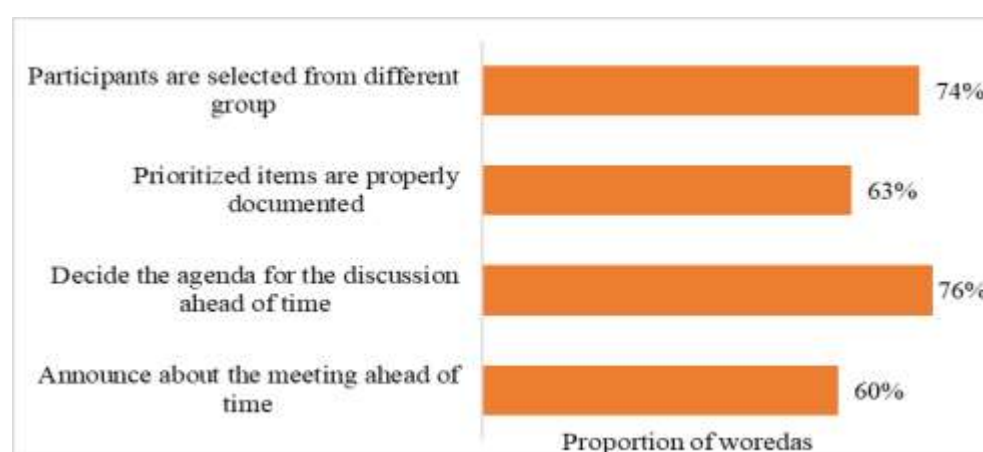 Participants are selected from different
group
74%
Prioritized items are properly
documented
63%
Decide the agenda for the discussion
ahead of time
76%
Announce about the meeting ahead of
time
60%
Proportion of woredas